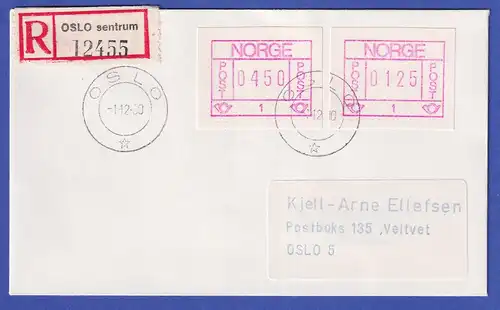 R
OSLO sentrum
12455
NORGE
POST
0450
POST
1
NORGE
POST
0125
POST
1
OSLO
-1-12-80
OSLO
Kjell-Arne Ellefsen
Postboks 135 ,Veitvet
OSLO 5